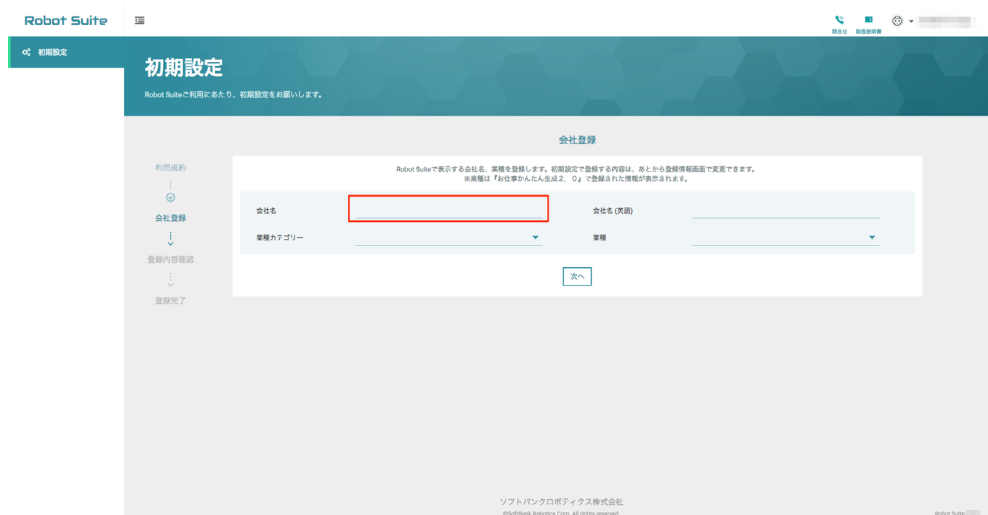 Robot Suite
問合せ 取扱説明書
初期設定
初期設定
Robot Suiteご利用にあたり、初期設定をお願いします。
会社登録
利用規約
会社登録
登録内容確認
登録完了
Robot Suiteで表示する会社名、業種を登録します。初期設定で登録する内容は、あとから登録情報画面で変更できます。
※業種は『お仕事かんたん生成２．０』で登録された情報が表示されます。
会社名
会社名 (英語)
業種カテゴリー
業種
次へ
ソフトバンクロボティクス株式会社
©SoftBank Robotics Corp. All rights reserved.
Robot Suite